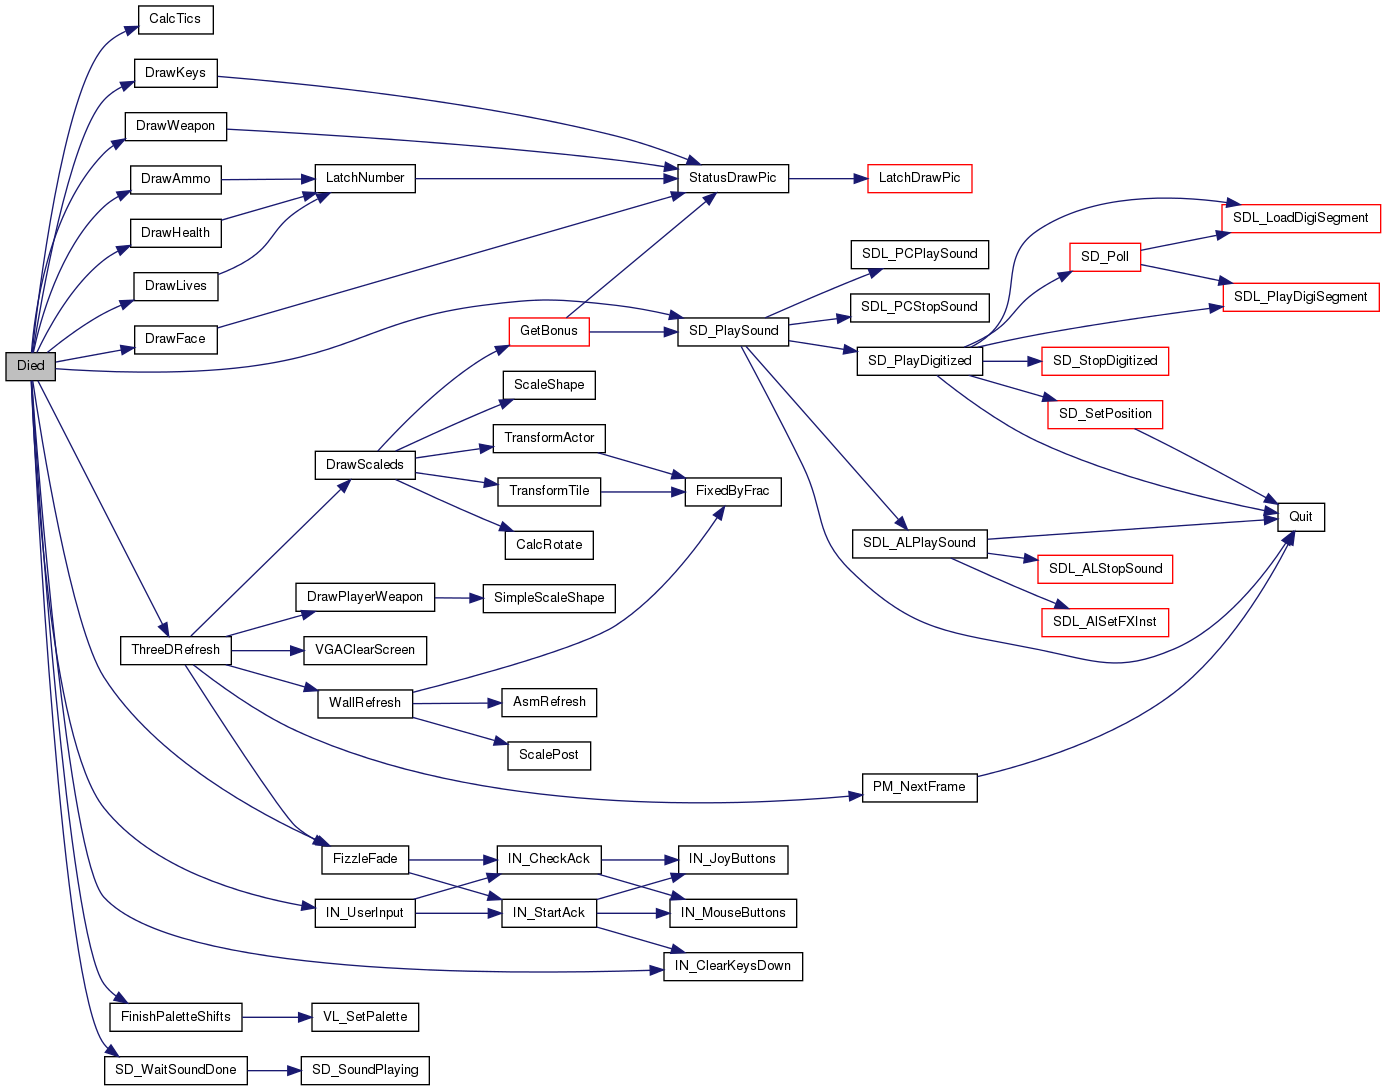 CalcTics
DrawKeys
DrawWeapon
DrawAmmo
LatchNumber
StatusDrawPic
LatchDrawPic
SDL_LoadDigiSegment
DrawHealth
SDL_PCPlaySound
SD_Poll
DrawLives
SDL_PCStopSound
SDL_PlayDigiSegment
DrawFace
GetBonus
SD_PlaySound
SD_PlayDigitized
SD_StopDigitized
Died
ScaleShape
SD_SetPosition
TransformActor
DrawScaleds
TransformTile
FixedByFrac
Quit
CalcRotate
SDL_ALPlaySound
SDL_ALStopSound
DrawPlayerWeapon
SimpleScaleShape
SDL_AlSetFXInst
ThreeDRefresh
VGAClearScreen
WallRefresh
AsmRefresh
ScalePost
PM_NextFrame
FizzleFade
IN_CheckAck
IN_JoyButtons
IN_UserInput
IN_StartAck
IN_MouseButtons
IN_ClearKeysDown
FinishPaletteShifts
VL_SetPalette
SD_WaitSoundDone
SD_SoundPlaying